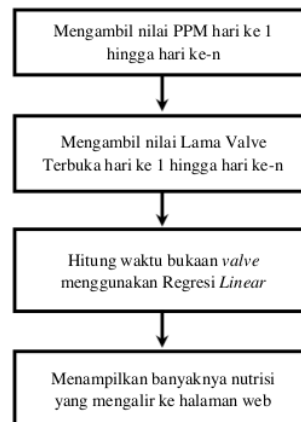 Mengambil nilai PPM hari ke 1
hingga hari ke-n
Mengambil nilai Lama Valve
Terbuka hari ke 1 hingga hari ke-n
Hitung waktu bukaan valve
menggunakan Regresi Linear
Menampilkan banyaknya nutrisi
yang mengalir ke halaman web